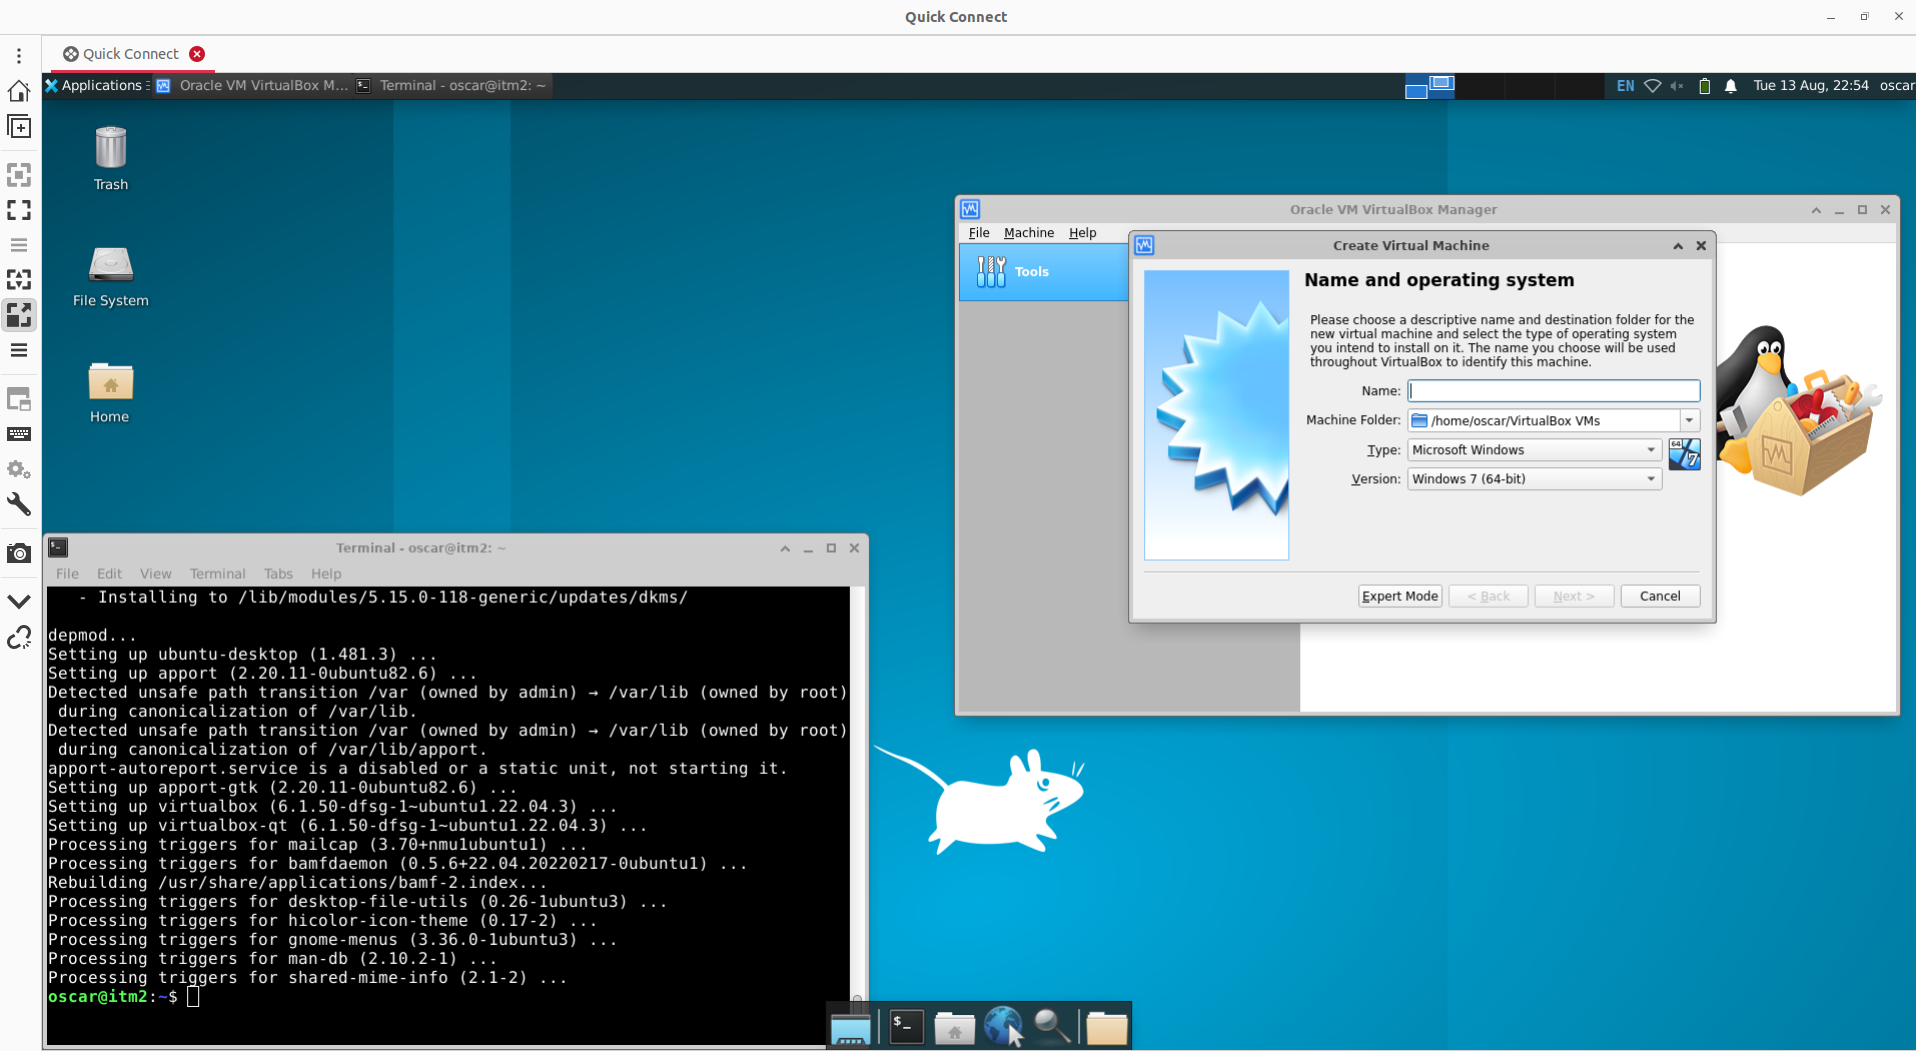 Quick Connect
Quick Connect
Applications
Oracle VM VirtualBox M...
Terminal - oscar@itm2: ~
EN
Tue 13 Aug, 22:54
oscar
Trash
File System
Home
Oracle VM VirtualBox Manager
File Machine Help
Tools
Create Virtual Machine
Name and operating system
Please choose a descriptive name and destination folder for the
new virtual machine and select the type of operating system
you intend to install on it. The name you choose will be used
throughout VirtualBox to identify this machine.
Name:
Machine Folder: /home/oscar/VirtualBox VMs
Type: Microsoft Windows
64
7
Version: Windows 7 (64-bit)
Expert Mode < Back Next > Cancel
Terminal - oscar@itm2: ~
File Edit View Terminal Tabs Help
- Installing to /lib/modules/5.15.0-118-generic/updates/dkms/
depmod...
Setting up ubuntu-desktop (1.481.3) ...
Setting up apport (2.20.11-0ubuntu82.6) ...
Detected unsafe path transition /var (owned by admin) → /var/lib (owned by root)
during canonicalization of /var/lib.
Detected unsafe path transition /var (owned by admin) → /var/lib (owned by root)
during canonicalization of /var/lib/apport.
apport-autoreport.service is a disabled or a static unit, not starting it.
Setting up apport-gtk (2.20.11-0ubuntu82.6) ...
Setting up virtualbox (6.1.50-dfsg-1~ubuntu1.22.04.3) ...
Setting up virtualbox-qt (6.1.50-dfsg-1~ubuntu1.22.04.3) ...
Processing triggers for mailcap (3.70+nmu1ubuntu1) ...
Processing triggers for bamfdaemon (0.5.6+22.04.20220217-0ubuntu1) ...
Rebuilding /usr/share/applications/bamf-2.index...
Processing triggers for desktop-file-utils (0.26-1ubuntu3) ...
Processing triggers for hicolor-icon-theme (0.17-2) ...
Processing triggers for gnome-menus (3.36.0-1ubuntu3) ...
Processing triggers for man-db (2.10.2-1) ...
Processing triggers for shared-mime-info (2.1-2) ...
oscar@itm2:~$
$_